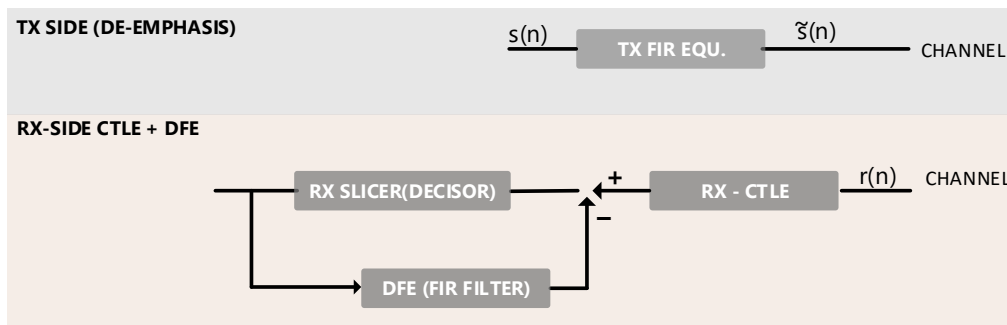 TX SIDE (DE-EMPHASIS)
s(n)
TX FIR EQU.
s̃(n)
CHANNEL
RX-SIDE CTLE + DFE
RX SLICER(DECISOR)
+
−
RX - CTLE
r(n)
CHANNEL
DFE (FIR FILTER)